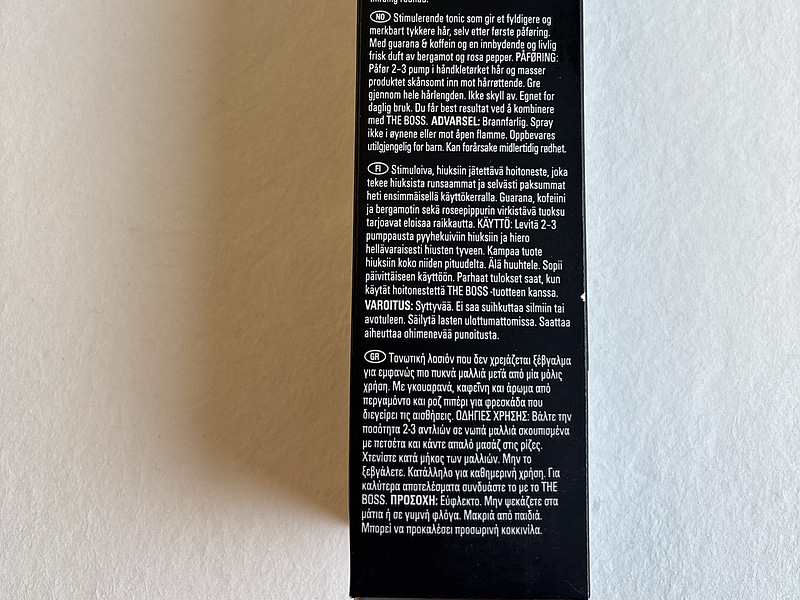 NO Stimulerende tonic som gir et fyldigere og
merkbart tykkere hår, selv etter første påføring.
Med guarana & koffein og en innbydende og livlig
frisk duft av bergamot og rosa pepper. PÅFØRING:
Påfør 2-3 pump i håndkletørket hår og masser
produktet skånsomt inn mot hårrøttende. Gre
gjennom hele hårlengden. Ikke skyll av. Egnet for
daglig bruk. Du får best resultat ved å kombinere
med THE BOSS. ADVARSEL: Brannfarlig. Spray
ikke i øynene eller mot åpen flamme. Oppbevares
utilgjengelig for barn. Kan forårsake midlertidig rødhet.
FI Stimuloiva, hiuksiin jätettävä hoitoneste, joka
tekee hiuksista runsaammat ja selvästi paksummat
heti ensimmäisellä käyttökerralla. Guarana, kofeiini
ja bergamotin sekä roseepippurin virkistävä tuoksu
tarjoavat eloisaa raikkautta. KÄYTTÖ: Levitä 2-3
pumppausta pyyhekuiviin hiuksiin ja hiero
hellävaraisesti hiusten tyveen. Kampaa tuote
hiuksiin koko niiden pituudelta. Älä huuhtele. Sopii
päivittäiseen käyttöön. Parhaat tulokset saat, kun
käytät hoitonestettä THE BOSS -tuotteen kanssa.
VAROITUS: Syttyvää. Ei saa suihkuttaa silmiin tai
avotuleen. Säilytä lasten ulottumattomissa. Saattaa
aiheuttaa ohimenevää punoitusta.
GR Τονωτική λοσιόν που δεν χρειάζεται ξέβγαλμα
για εμφανώς πιο πυκνά μαλλιά μετά από μία μόλις
χρήση. Με γκουαρανά, καφεΐνη και άρωμα από
περγαμόντο και ροζ πιπέρι για φρεσκάδα που
διεγείρει τις αισθήσεις. ΟΔΗΓΙΕΣ ΧΡΗΣΗΣ: Βάλτε την
ποσότητα 2-3 αντλιών σε νωπά μαλλιά σκουπισμένα
με πετσέτα και κάντε απαλό μασάζ στις ρίζες.
Χτενίστε κατά μήκος των μαλλιών. Μην το
ξεβγάλετε. Κατάλληλο για καθημερινή χρήση. Για
καλύτερα αποτελέσματα συνδυάστε το με το THE
BOSS. ΠΡΟΣΟΧΗ: Εύφλεκτο. Μην ψεκάζετε στα
μάτια ή σε γυμνή φλόγα. Μακριά από παιδιά.
Μπορεί να προκαλέσει προσωρινή κοκκινίλα.